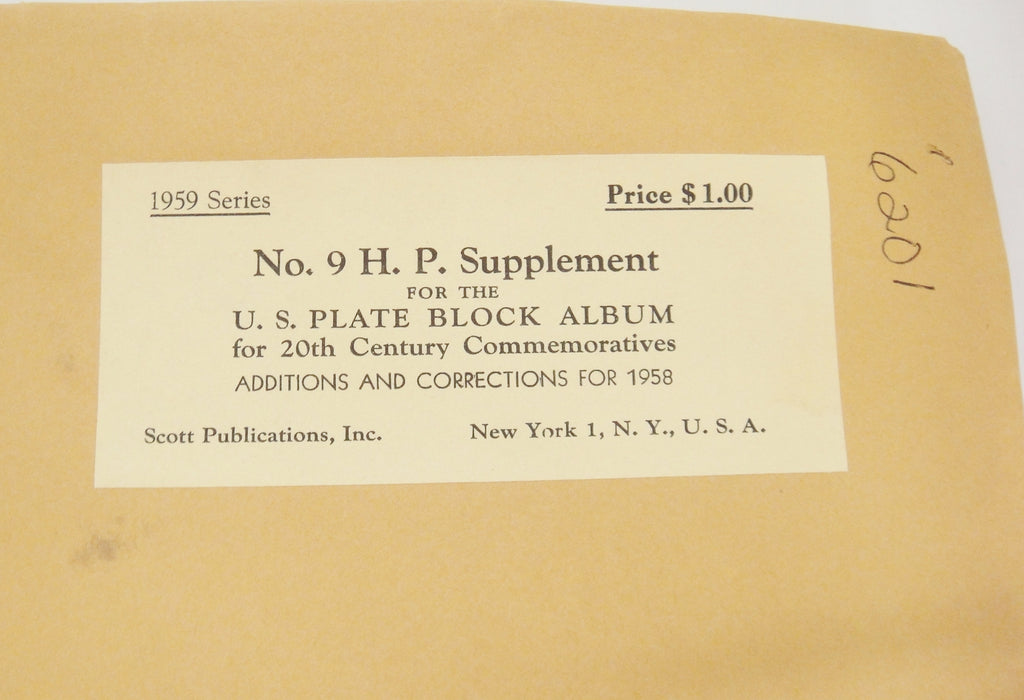 1959 Series
Price $1.00
No. 9 H. P. Supplement
FOR THE
U. S. PLATE BLOCK ALBUM
for 20th Century Commemoratives
ADDITIONS AND CORRECTIONS FOR 1958
Scott Publications, Inc.
New York 1, N. Y., U. S. A.